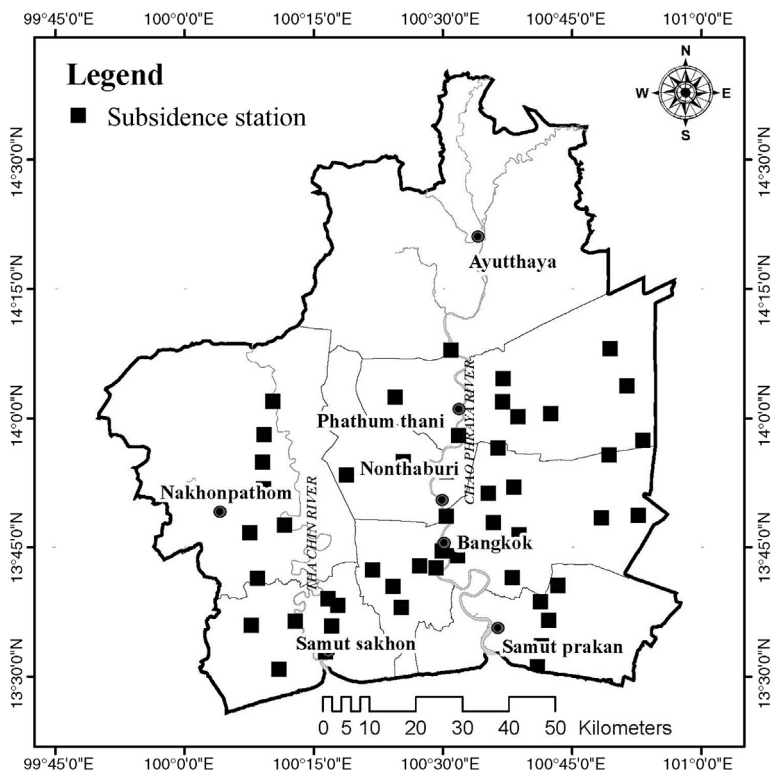 99°45'0"E 100°0'0"E 100°15'0"E 100°30'0"E 100°45'0"E 101°0'0"E
Legend
Subsidence station
N
W E
S
14°30'0"N 14°30'0"N
Ayutthaya
14°15'0"N 14°15'0"N
14°0'0"N 14°0'0"N
Phathum thani
CHAO PHRAYA RIVER
Nonthaburi
Nakhonpathom
THA CHIN RIVER
13°45'0"N 13°45'0"N
Bangkok
Samut sakhon
Samut prakan
13°30'0"N 13°30'0"N
0 5 10 20 30 40 50 Kilometers
99°45'0"E 100°0'0"E 100°15'0"E 100°30'0"E 100°45'0"E 101°0'0"E